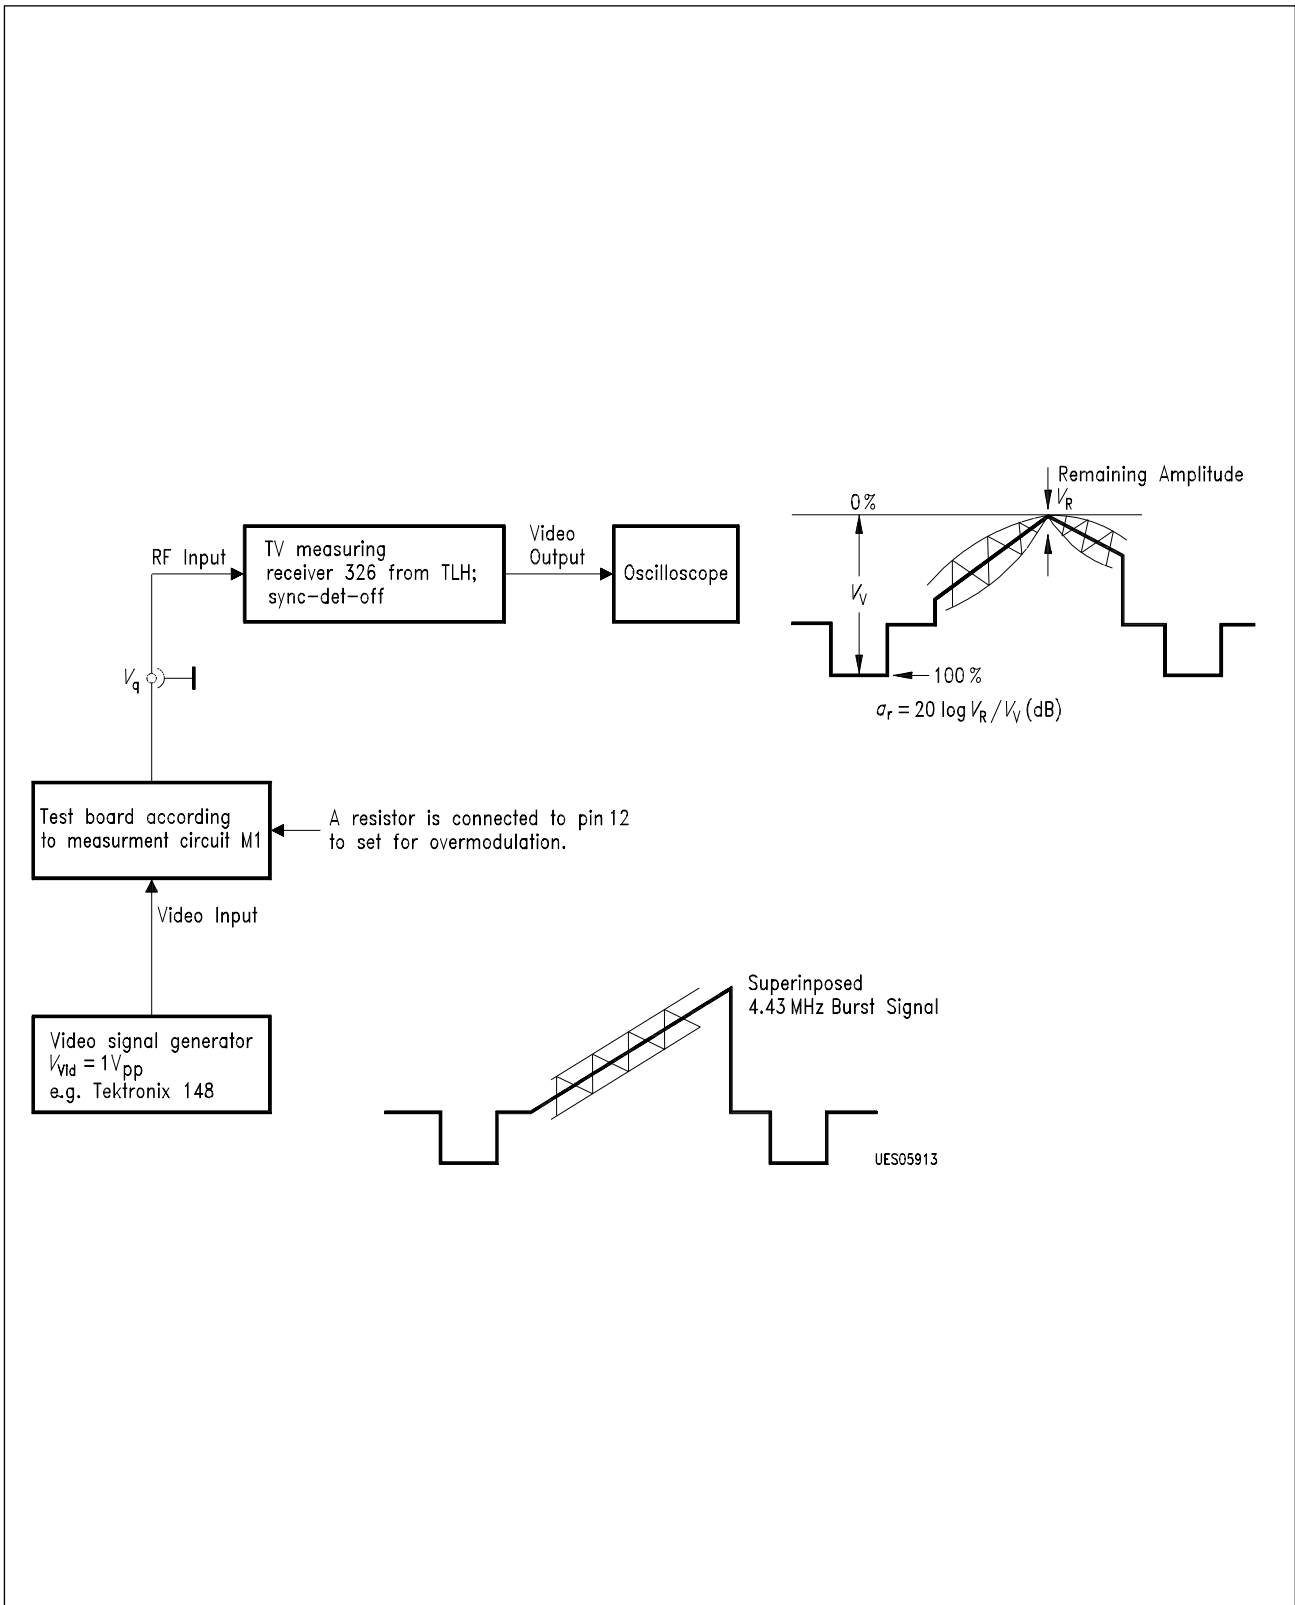 Remaining Amplitude
V_R
0%
RF Input
TV measuring
receiver 326 from TLH;
sync-det-off
Video
Output
Oscilloscope
V_V
100%
a_r = 20 log V_R / V_V (dB)
V_q
Test board according
to measurment circuit M1
A resistor is connected to pin 12
to set for overmodulation.
Video Input
Video signal generator
V_Vid = 1V_pp
e.g. Tektronix 148
Superinposed
4.43 MHz Burst Signal
UES05913